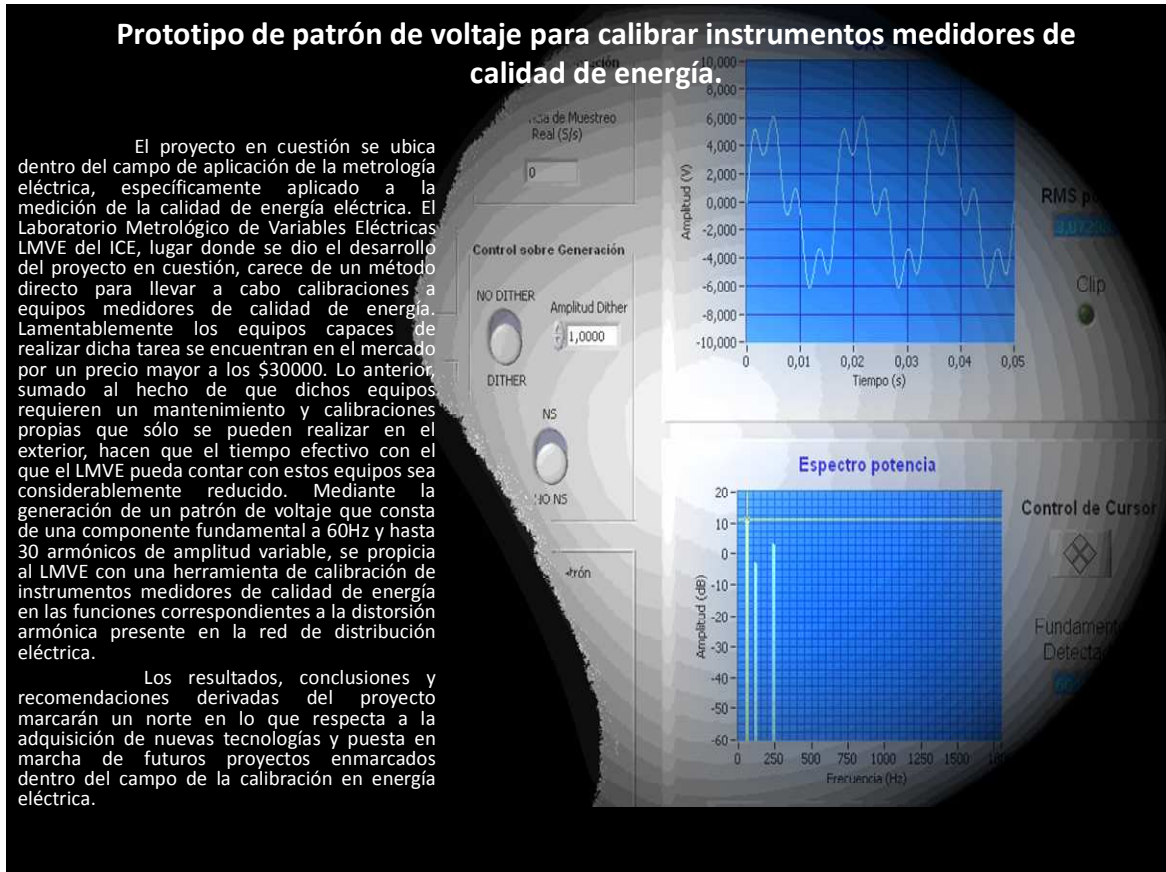 Prototipo de patrón de voltaje para calibrar instrumentos medidores de
calidad de energía.
El proyecto en cuestión se ubica
dentro del campo de aplicación de la metrología
eléctrica, específicamente aplicado a la
medición de la calidad de energía eléctrica. El
Laboratorio Metrológico de Variables Eléctricas
LMVE del ICE, lugar donde se dio el desarrollo
del proyecto en cuestión, carece de un método
directo para llevar a cabo calibraciones a
equipos medidores de calidad de energía.
Lamentablemente los equipos capaces de
realizar dicha tarea se encuentran en el mercado
por un precio mayor a los $30000. Lo anterior,
sumado al hecho de que dichos equipos
requieren un mantenimiento y calibraciones
propias que sólo se pueden realizar en el
exterior, hacen que el tiempo efectivo con el
que el LMVE pueda contar con estos equipos sea
considerablemente reducido. Mediante la
generación de un patrón de voltaje que consta
de una componente fundamental a 60Hz y hasta
30 armónicos de amplitud variable, se propicia
al LMVE con una herramienta de calibración de
instrumentos medidores de calidad de energía
en las funciones correspondientes a la distorsión
armónica presente en la red de distribución
eléctrica.
Los resultados, conclusiones y
recomendaciones derivadas del proyecto
marcarán un norte en lo que respecta a la
adquisición de nuevas tecnologías y puesta en
marcha de futuros proyectos enmarcados
dentro del campo de la calibración en energía
eléctrica.
de Muestreo
Real (S/s)
0
Control sobre Generación
NO DITHER
Amplitud Dither
1,0000
DITHER
NS
NO NS
10,000
8,000
6,000
4,000
2,000
0,000
-2,000
-4,000
-6,000
-8,000
-10,000
Amplitud (V)
0 0,01 0,02 0,03 0,04 0,05
Tiempo (s)
RMS
Clip
Espectro potencia
20
10
0
-10
-20
-30
-40
-50
-60
Amplitud (dB)
0 250 500 750 1000 1250 1500
Frecuencia (Hz)
Control de Cursor